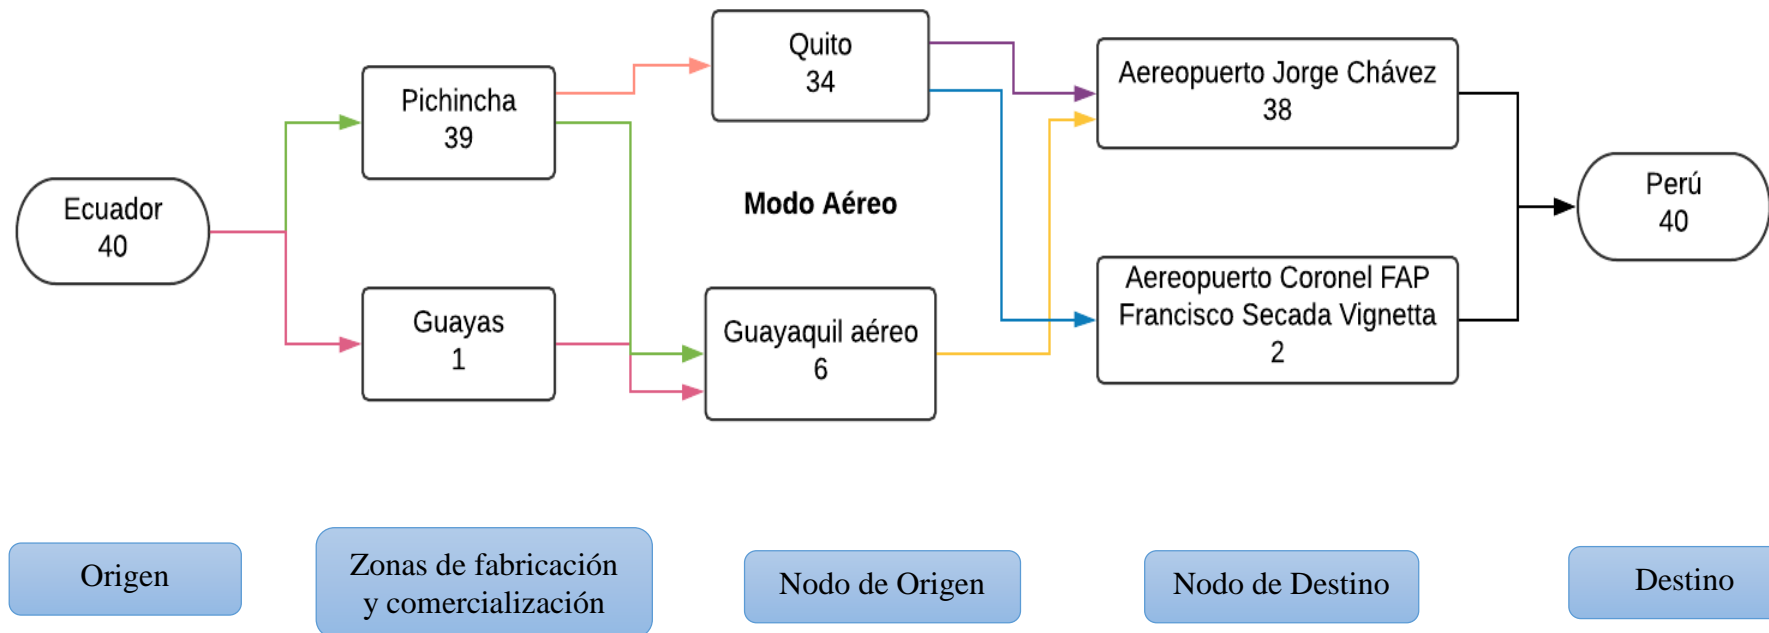 Ecuador
40
Pichincha
39
Guayas
1
Quito
34
Modo Aéreo
Guayaquil aéreo
6
Aereopuerto Jorge Chávez
38
Aereopuerto Coronel FAP
Francisco Secada Vignetta
2
Perú
40
Origen
Zonas de fabricación
y comercialización
Nodo de Origen
Nodo de Destino
Destino